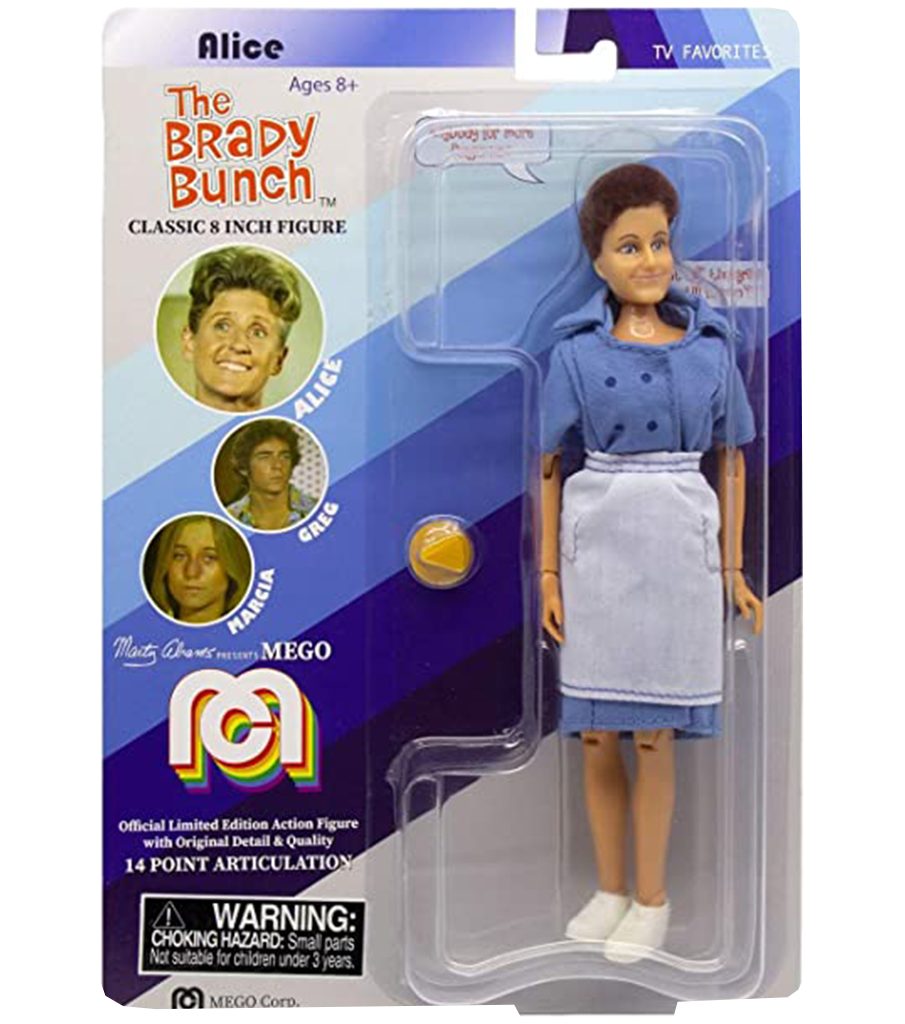 Alice
TV FAVORITES
Ages 8+
The
BRADY
BUNCH
TM
CLASSIC 8 INCH FIGURE
for more
ALICE
GREG
MARCIA
Marty Abrams PRESENTS MEGO
Official Limited Edition Action Figure
with Original Detail & Quality
14 POINT ARTICULATION
WARNING:
CHOKING HAZARD: Small parts
Not suitable for children under 3 years.
MEGO Corp.